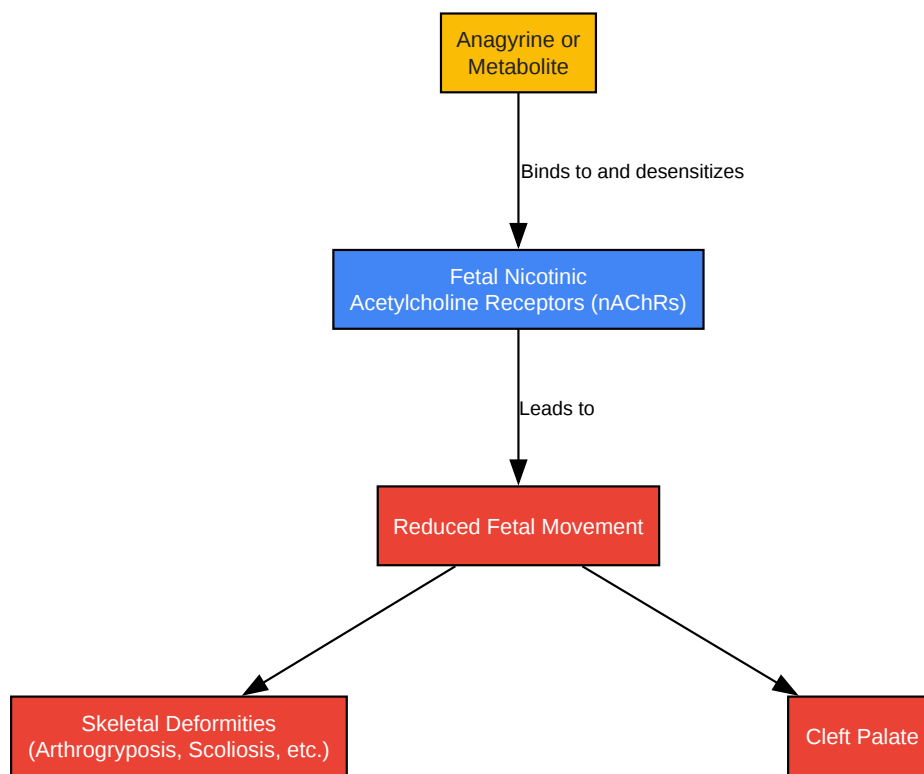 Anagyrine or
Metabolite
Binds to and desensitizes
Fetal Nicotinic
Acetylcholine Receptors (nAChRs)
Leads to
Reduced Fetal Movement
Skeletal Deformities
(Arthrogryposis, Scoliosis, etc.)
Cleft Palate